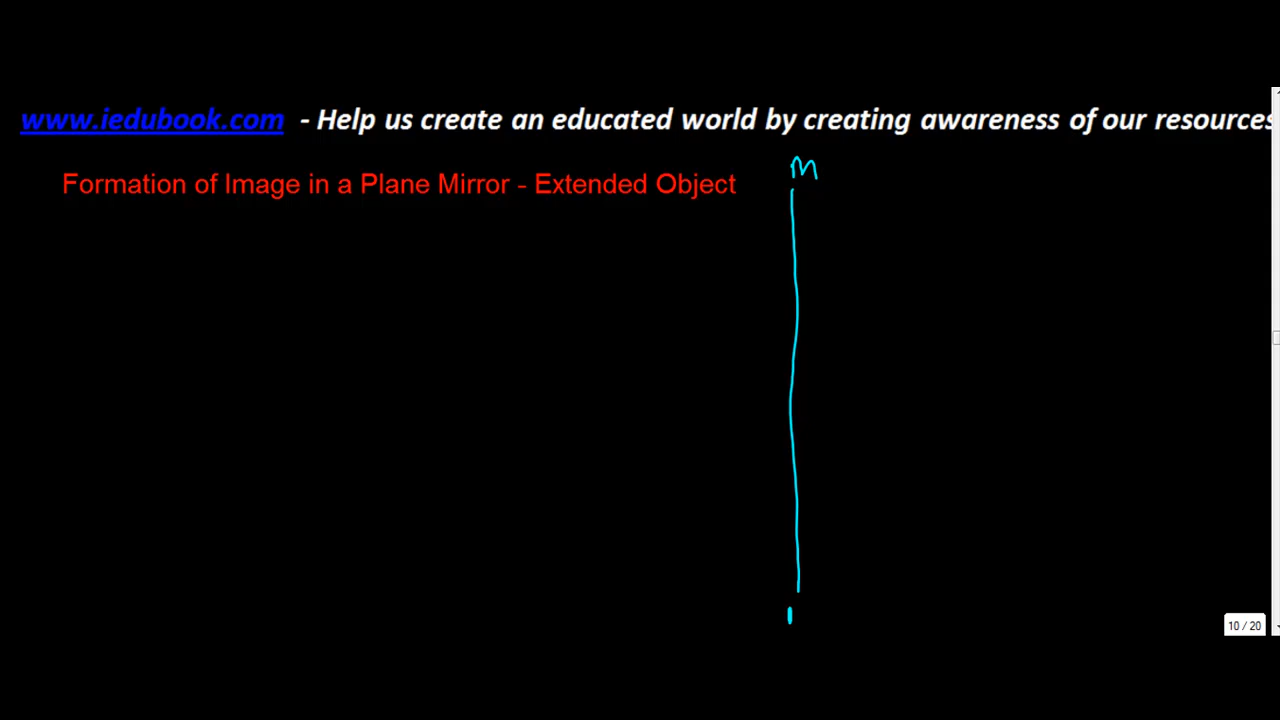 www.iedubook.com - Help us create an educated world by creating awareness of our resources
Formation of Image in a Plane Mirror - Extended Object
M
10 / 20